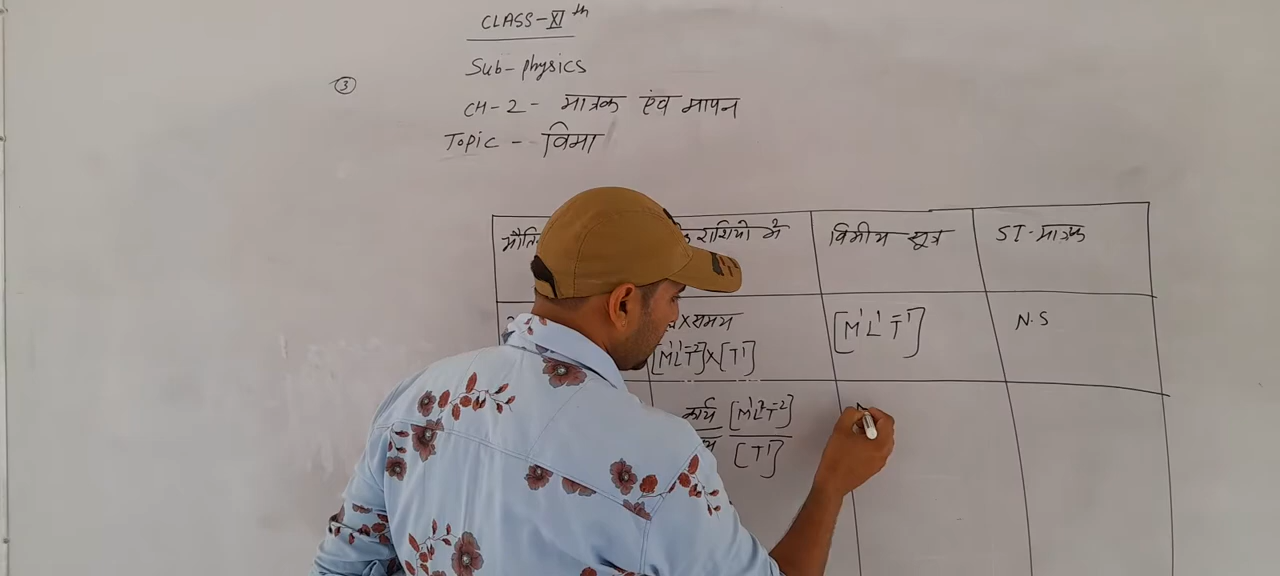 CLASS-XI th
Sub-physics
③
CH-2- मात्रक एंव मापन
Topic - विमा
राशियो में
विमीय सूत्र
SI-मात्रक
X समय
[M¹L¹T⁻²]X[T¹]
[M¹L¹T⁻¹]
N.S
कार्य [M¹L²T⁻²]
[T¹]